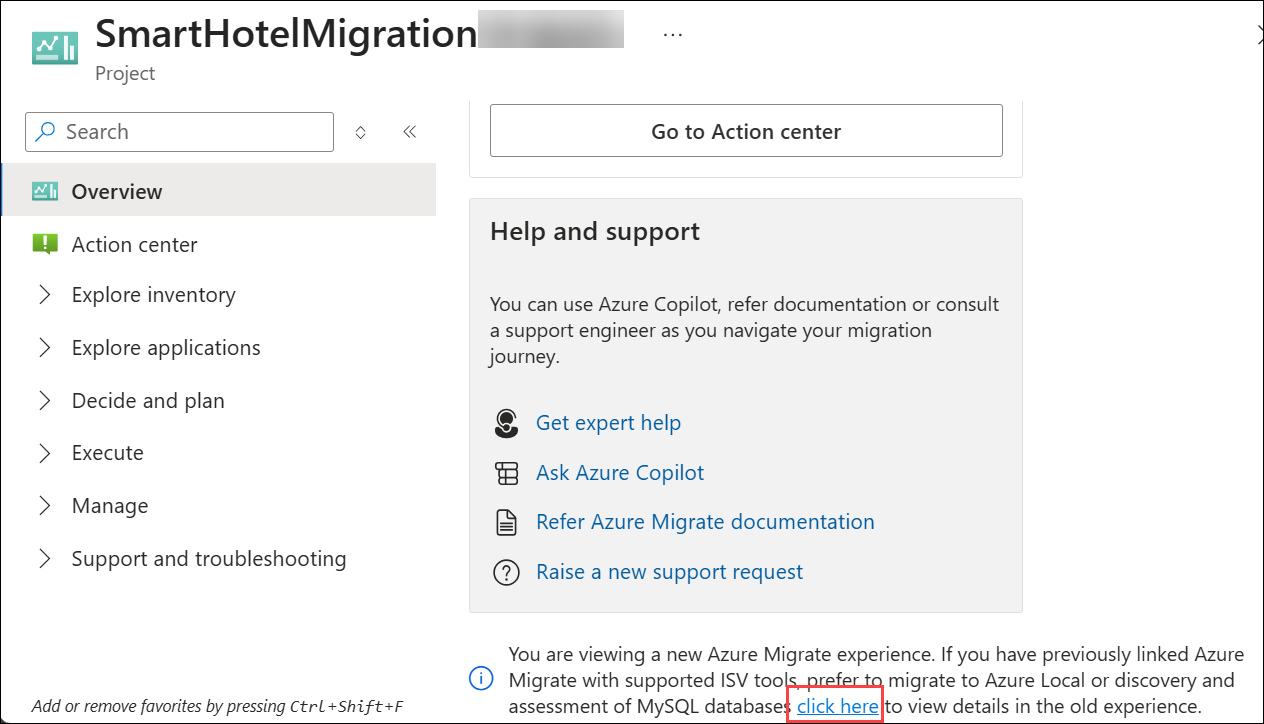 SmartHotelMigration
...
Project
Search
Overview
Action center
Explore inventory
Explore applications
Decide and plan
Execute
Manage
Support and troubleshooting
Add or remove favorites by pressing Ctrl+Shift+F
Go to Action center
Help and support
You can use Azure Copilot, refer documentation or consult
a support engineer as you navigate your migration
journey.
Get expert help
Ask Azure Copilot
Refer Azure Migrate documentation
Raise a new support request
You are viewing a new Azure Migrate experience. If you have previously linked Azure
Migrate with supported ISV tools, prefer to migrate to Azure Local or discovery and
assessment of MySQL databases click here to view details in the old experience.